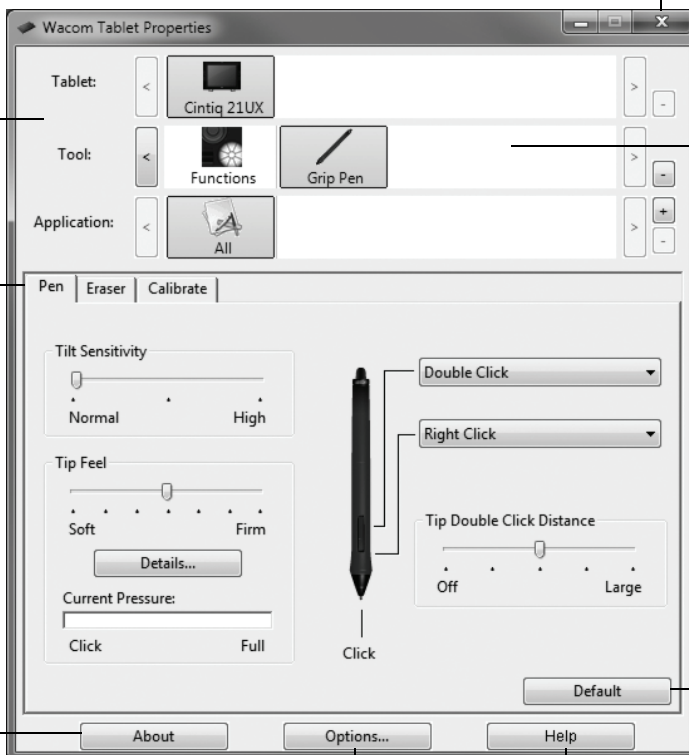 Wacom Tablet Properties
Tablet:
Cintiq 21UX
Tool:
Functions
Grip Pen
Application:
All
Pen Eraser Calibrate
Tilt Sensitivity
Normal High
Double Click
Right Click
Tip Feel
Soft Firm
Details...
Current Pressure:
Click Full
Tip Double Click Distance
Off Large
Click
Default
About Options... Help